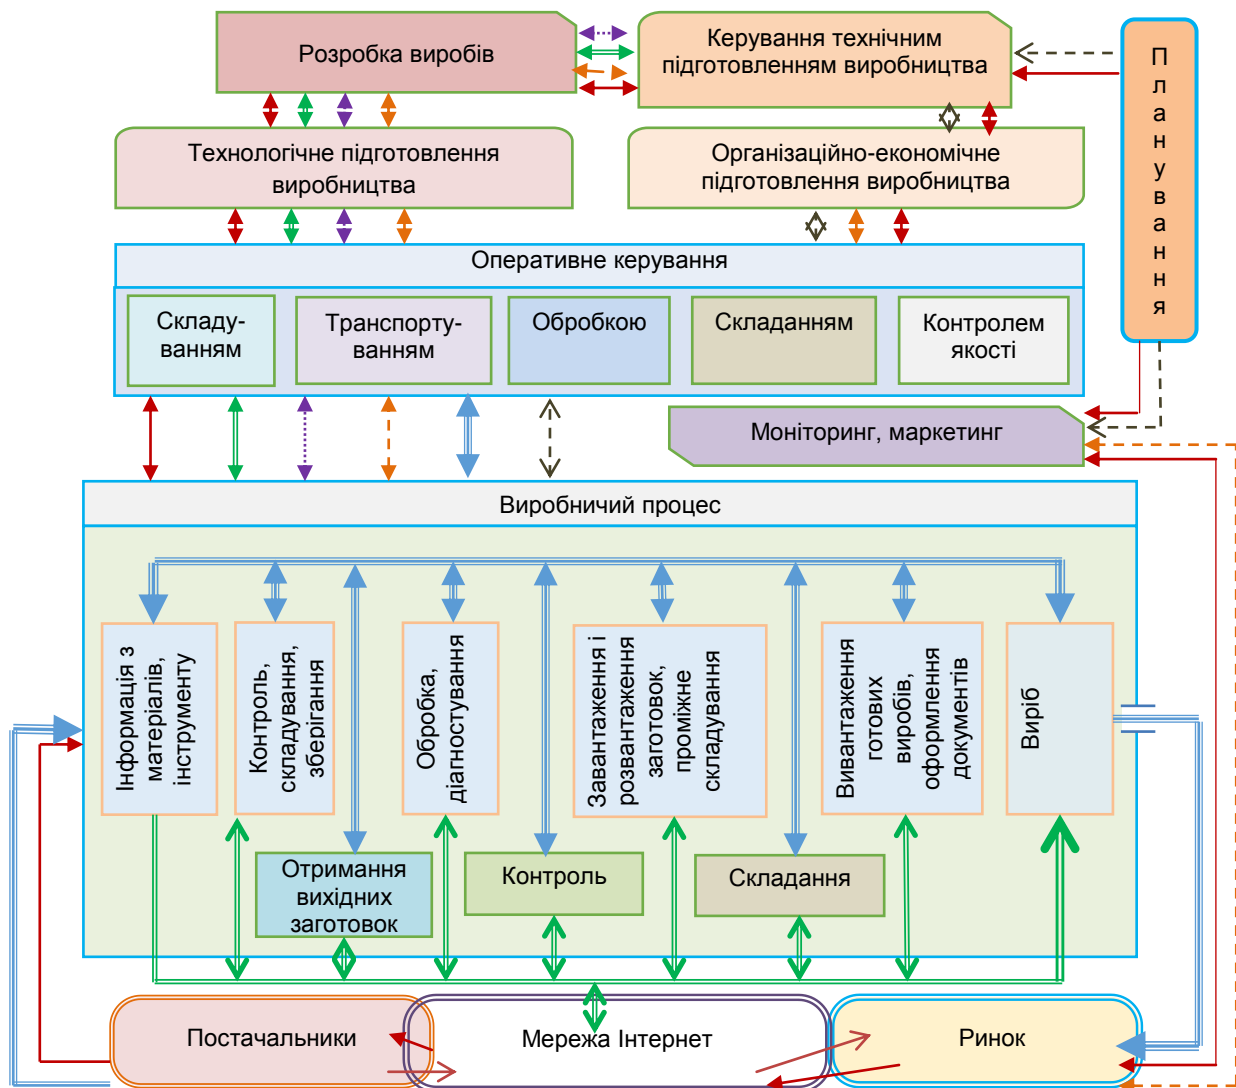 Розробка виробів
Керування технічним
підготовленням виробництва
Планування
Технологічне підготовлення
виробництва
Організаційно-економічне
підготовлення виробництва
Оперативне керування
Складу-
ванням
Транспорту-
ванням
Обробкою
Складанням
Контролем
якості
Моніторинг, маркетинг
Виробничий процес
Інформація з
матеріалів,
інструменту
Контроль,
складування,
зберігання
Обробка,
діагностування
Завантаження і
розвантаження
заготовок,
проміжне
складування
Вивантаження
готових
виробів,
оформлення
документів
Виріб
Отримання
вихідних
заготовок
Контроль
Складання
Постачальники
Мережа Інтернет
Ринок